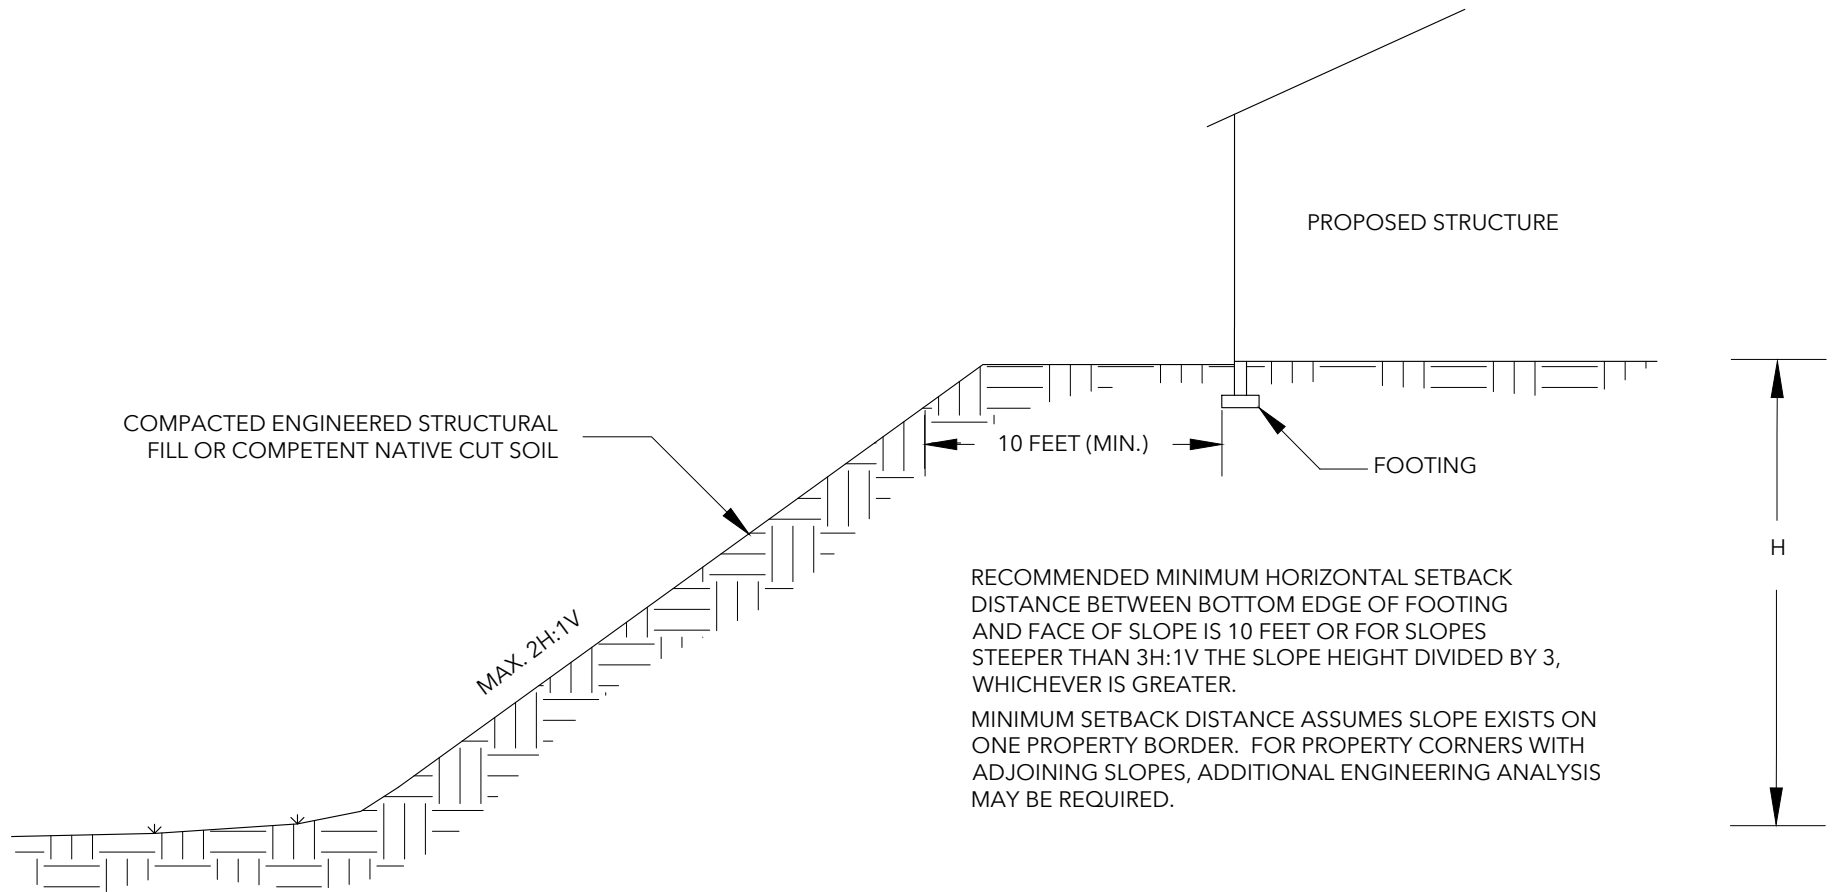 PROPOSED STRUCTURE
COMPACTED ENGINEERED STRUCTURAL
FILL OR COMPETENT NATIVE CUT SOIL
10 FEET (MIN.)
FOOTING
H
MAX. 2H:1V
RECOMMENDED MINIMUM HORIZONTAL SETBACK
DISTANCE BETWEEN BOTTOM EDGE OF FOOTING
AND FACE OF SLOPE IS 10 FEET OR FOR SLOPES
STEEPER THAN 3H:1V THE SLOPE HEIGHT DIVIDED BY 3,
WHICHEVER IS GREATER.
MINIMUM SETBACK DISTANCE ASSUMES SLOPE EXISTS ON
ONE PROPERTY BORDER.  FOR PROPERTY CORNERS WITH
ADJOINING SLOPES, ADDITIONAL ENGINEERING ANALYSIS
MAY BE REQUIRED.